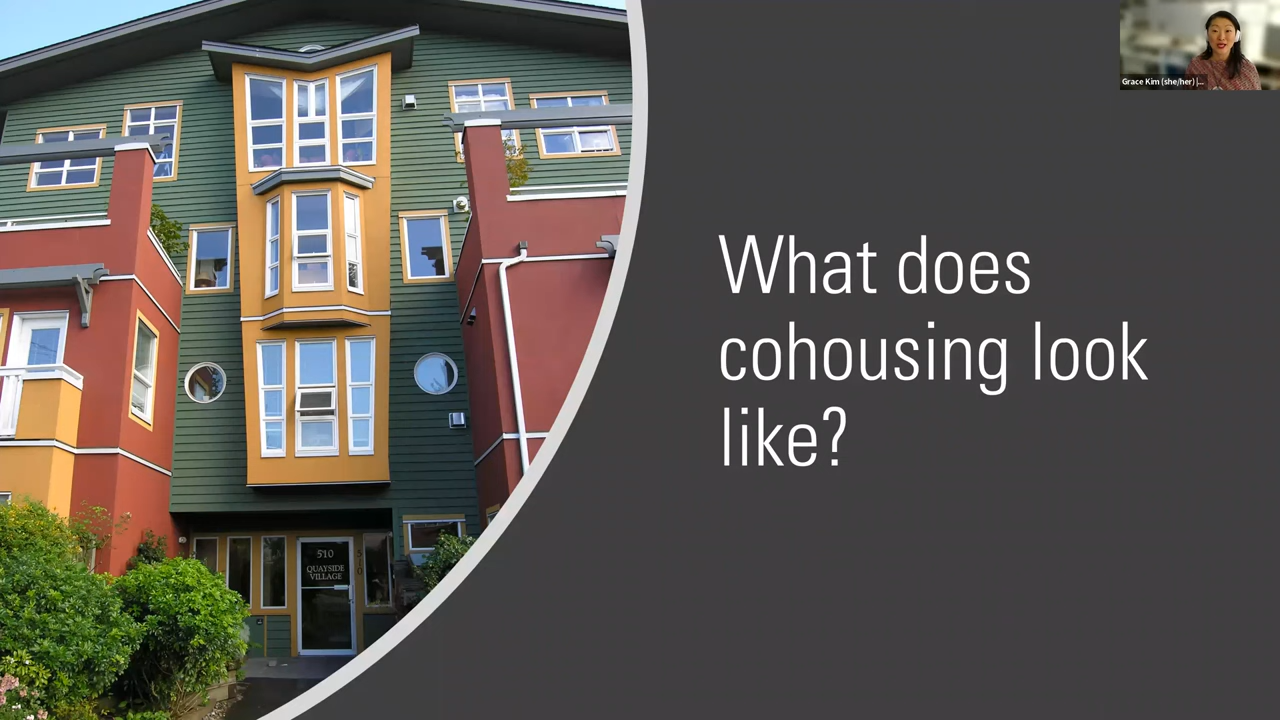 Grace Kim (she/her) |...
What does
cohousing look
like?
510
QUAYSIDE
VILLAGE
510